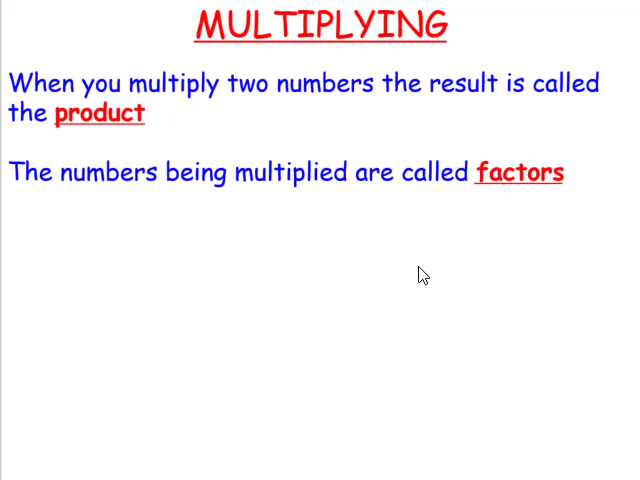 MULTIPLYING
When you multiply two numbers the result is called
the product
The numbers being multiplied are called factors